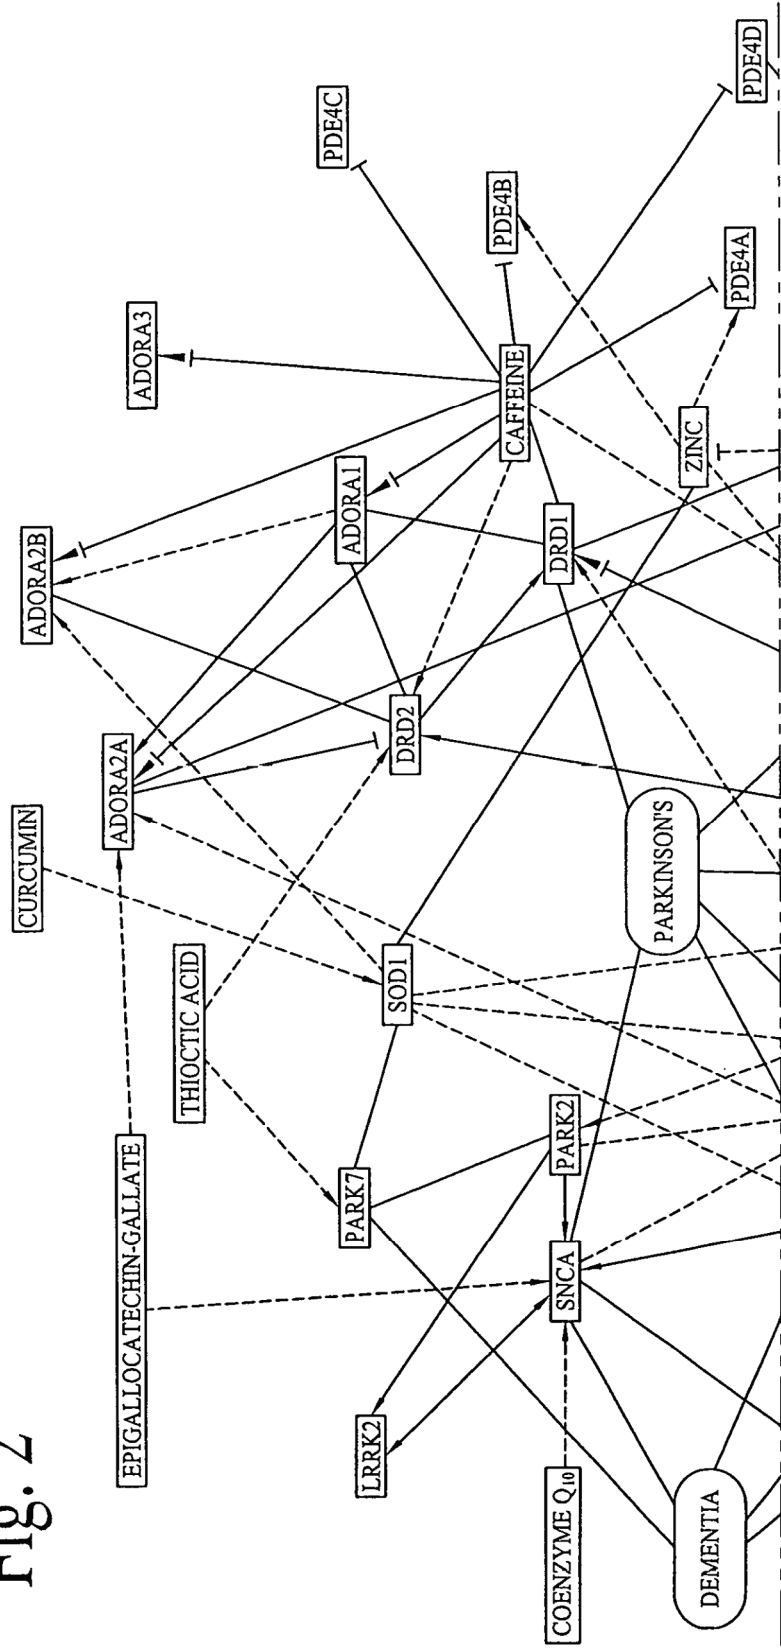 Fig. 2
CURCUMIN
ADORA2B
ADORA3
EPIGALLOCATECHIN-GALLATE
ADORA2A
THIOCTIC ACID
ADORA1
PDE4C
LRRK2
PARK7
SOD1
DRD2
CAFFEINE
PDE4B
COENZYME Q₁₀
SNCA
PARK2
DRD1
DEMENTIA
PARKINSON'S
ZINC
PDE4A
PDE4D